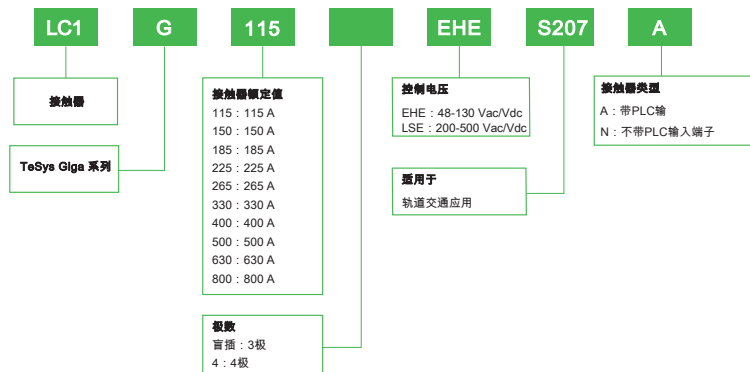 LC1 G 115 EHE S207 A
接触器
TeSys Giga 系列
接触器额定值
115：115 A
150：150 A
185：185 A
225：225 A
265：265 A
330：330 A
400：400 A
500：500 A
630：630 A
800：800 A
极数
盲插：3极
4：4极
控制电压
EHE：48-130 Vac/Vdc
LSE：200-500 Vac/Vdc
适用于
轨道交通应用
接触器类型
A：带PLC输
N：不带PLC输入端子